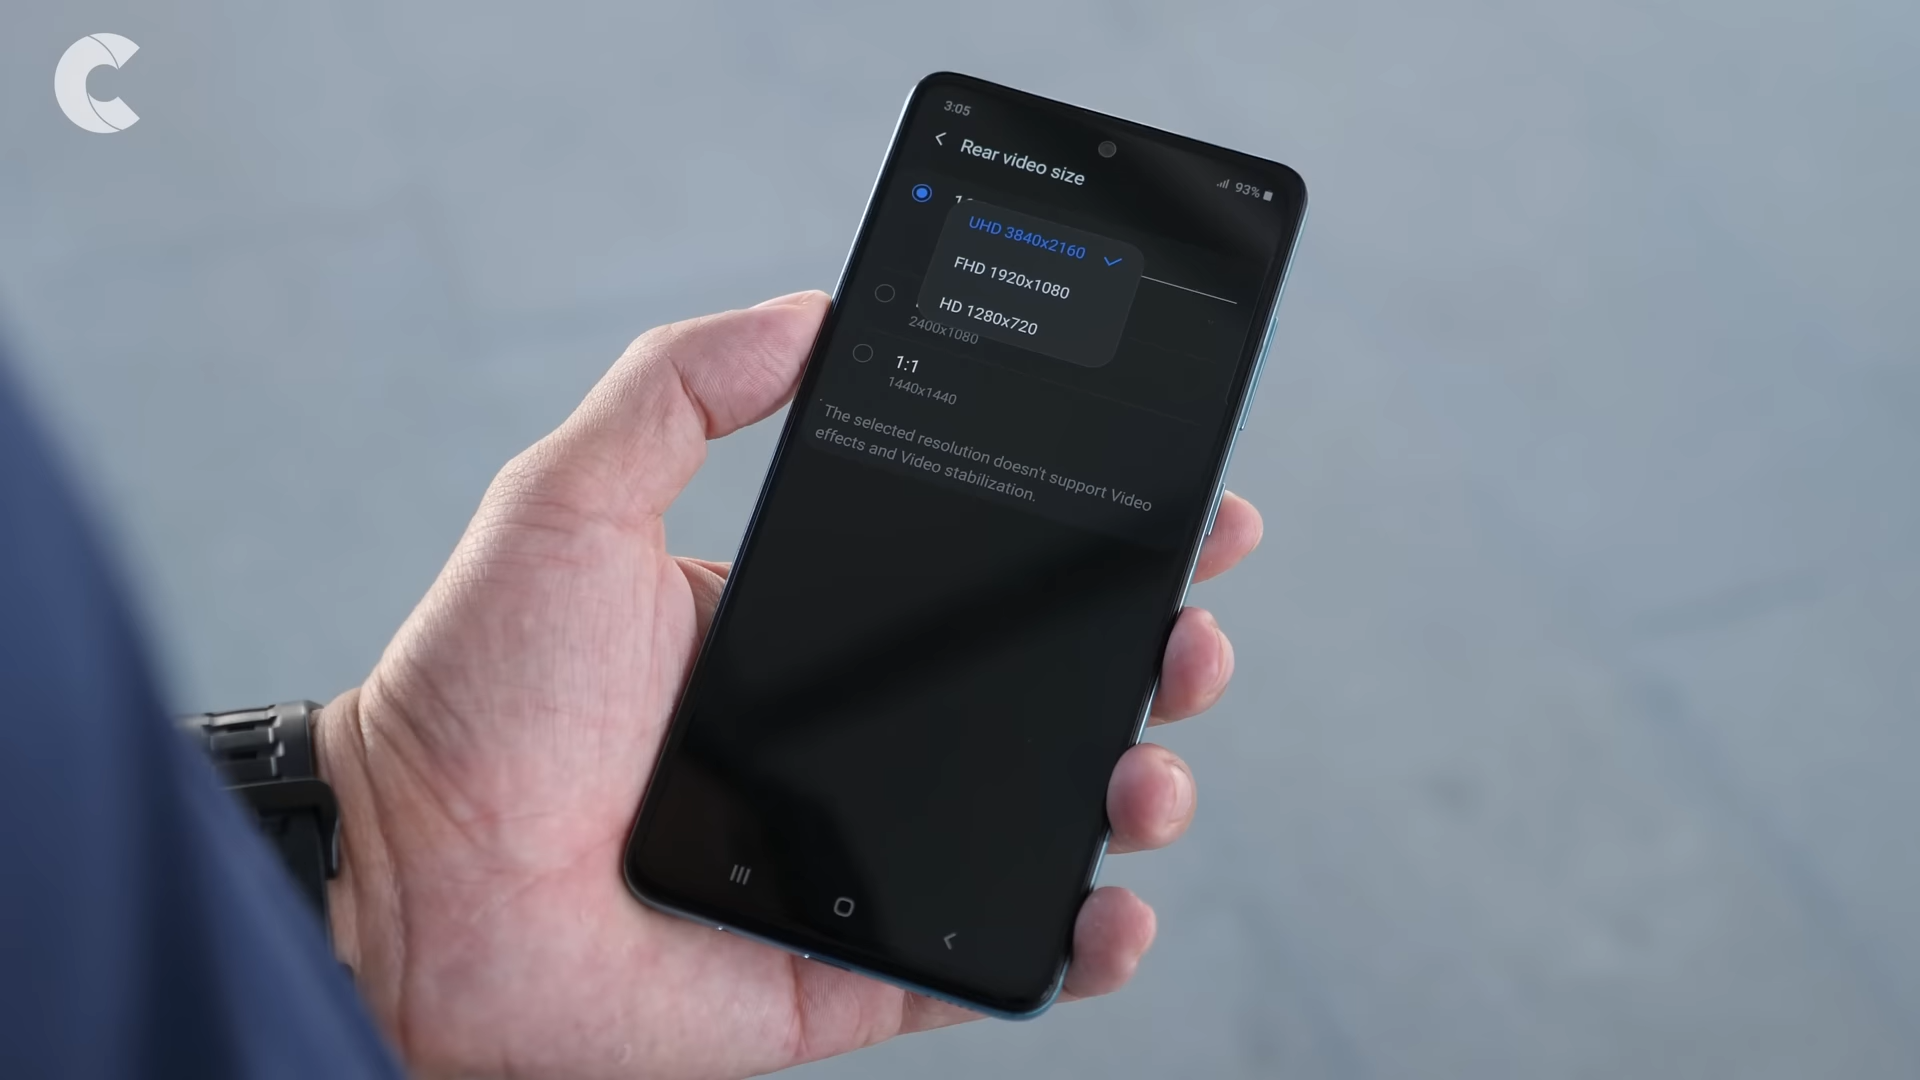 3:05
93%
Rear video size
UHD 3840x2160
FHD 1920x1080
HD 1280x720
2400x1080
1:1
1440x1440
The selected resolution doesn't support Video
effects and Video stabilization.